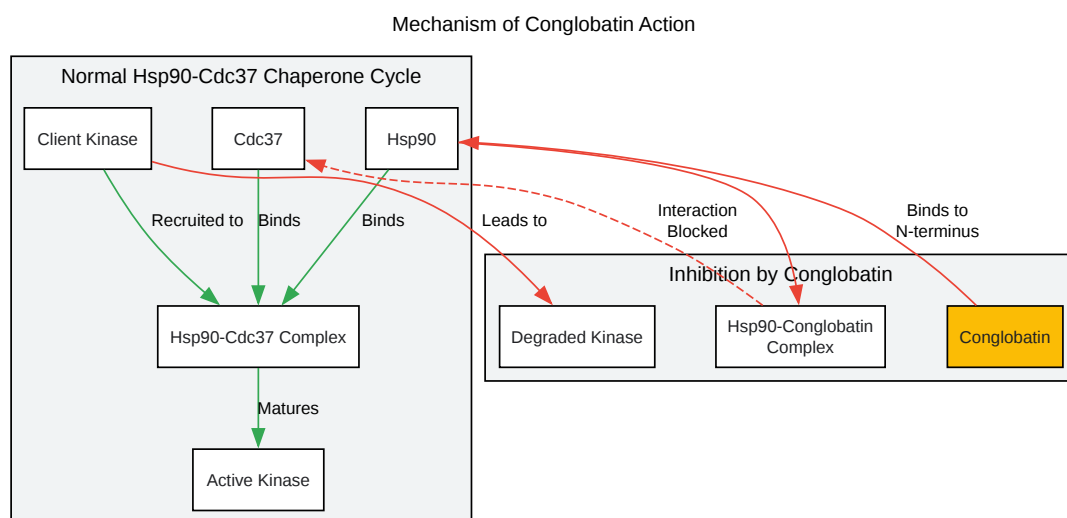 Mechanism of Conglobatin Action
Normal Hsp90-Cdc37 Chaperone Cycle
Client Kinase
Cdc37
Hsp90
Recruited to
Binds
Binds
Leads to
Interaction
Blocked
Binds to
N-terminus
Inhibition by Conglobatin
Hsp90-Cdc37 Complex
Degraded Kinase
Hsp90-Conglobatin
Complex
Conglobatin
Matures
Active Kinase